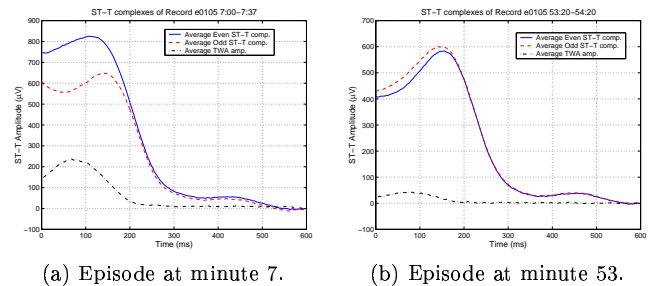 ST−T complexes of Record e0105 7:00−7:37
Average Even ST−T comp.
Average Odd ST−T comp.
Average TWA amp.
ST−T Amplitude (µV)
900
800
700
600
500
400
300
200
100
0
−100
0 100 200 300 400 500 600
Time (ms)
(a) Episode at minute 7.
ST−T complexes of Record e0105 53:20−54:20
Average Even ST−T comp.
Average Odd ST−T comp.
Average TWA amp.
ST−T Amplitude (µV)
700
600
500
400
300
200
100
0
−100
0 100 200 300 400 500 600
Time (ms)
(b) Episode at minute 53.